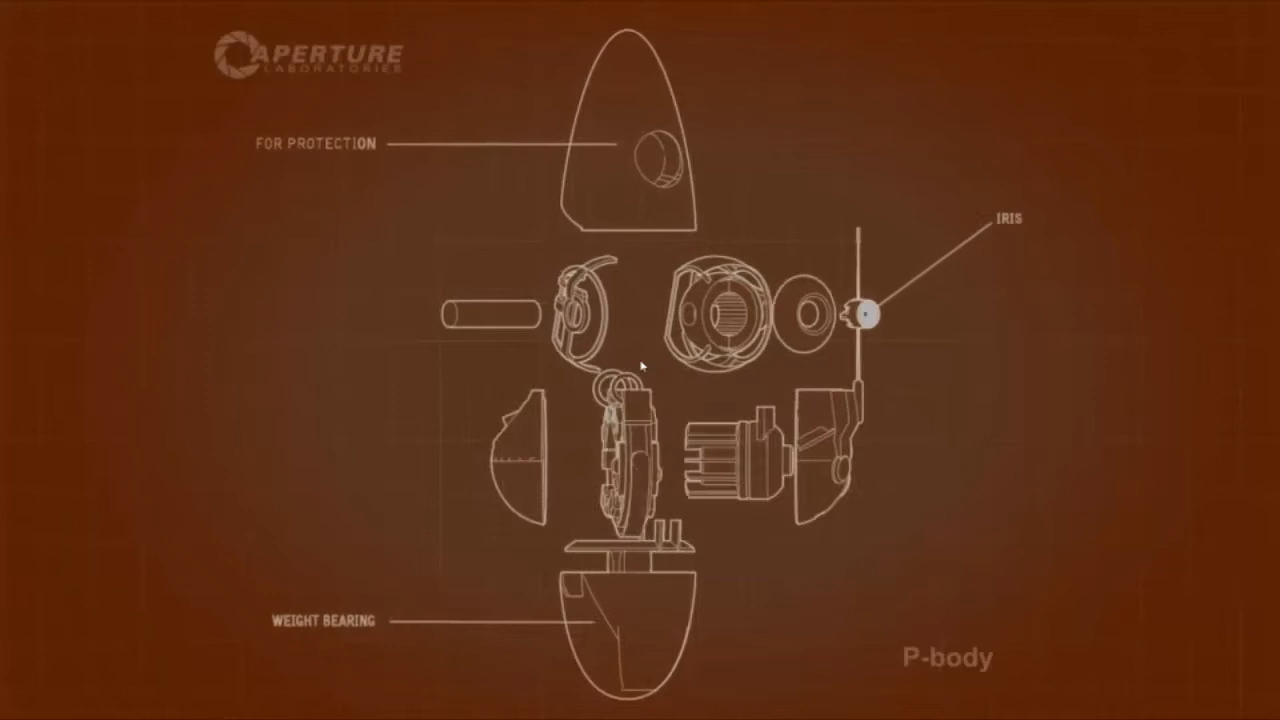 APERTURE
LABORATORIES
FOR PROTECTION
IRIS
WEIGHT BEARING
P-body